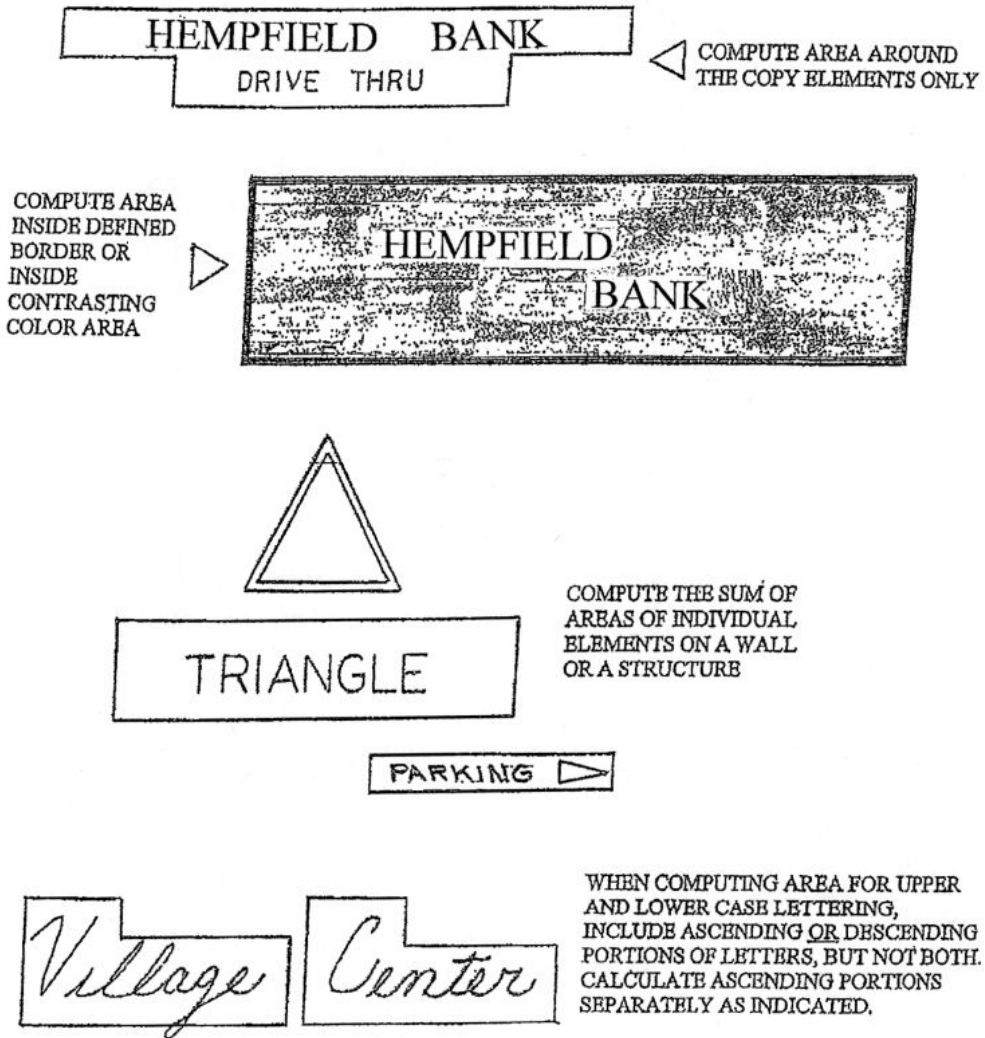 HEMPFIELD BANK
DRIVE THRU
COMPUTE AREA AROUND
THE COPY ELEMENTS ONLY
COMPUTE AREA
INSIDE DEFINED
BORDER OR
INSIDE
CONTRASTING
COLOR AREA
HEMPFIELD
BANK
COMPUTE THE SUM OF
AREAS OF INDIVIDUAL
ELEMENTS ON A WALL
OR A STRUCTURE
TRIANGLE
PARKING
Village Center
WHEN COMPUTING AREA FOR UPPER
AND LOWER CASE LETTERING,
INCLUDE ASCENDING OR DESCENDING
PORTIONS OF LETTERS, BUT NOT BOTH.
CALCULATE ASCENDING PORTIONS
SEPARATELY AS INDICATED.